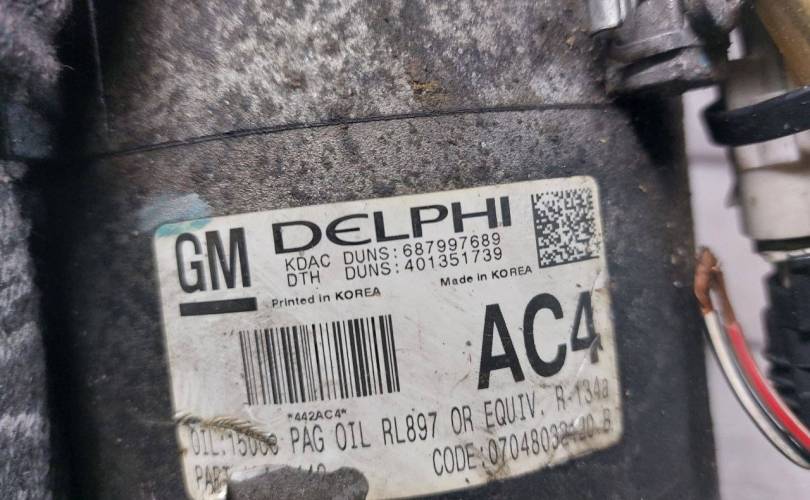 GM DELPHI
KDAC DUNS:687997689
DTH DUNS:401351739
Printed in KOREA Made in KOREA
AC4
*442AC4*
PAG OIL RL897 OR EQUIV. R-134a